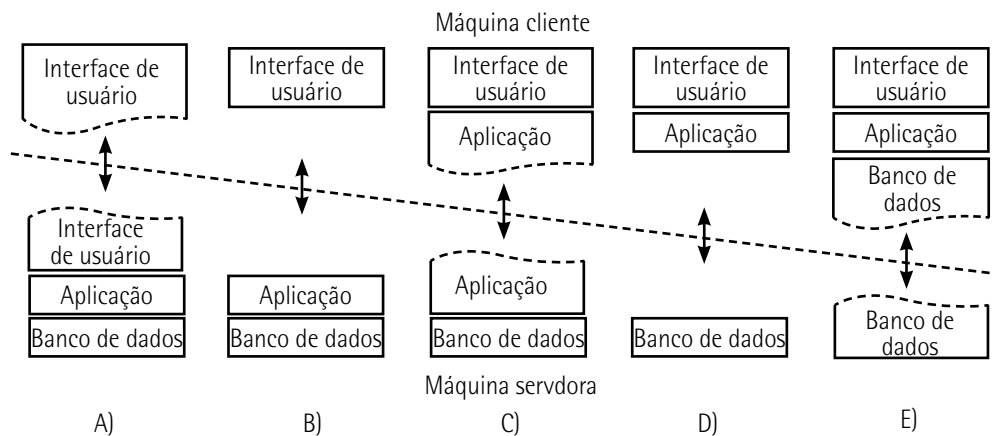 Máquina cliente
Interface de
usuário
Interface de
usuário
Interface de
usuário
Aplicação
Interface de
usuário
Aplicação
Interface de
usuário
Aplicação
Banco de
dados
Interface
de usuário
Aplicação
Banco de dados
Aplicação
Banco de dados
Aplicação
Banco de dados
Banco de dados
Banco de
dados
Máquina servdora
A)
B)
C)
D)
E)